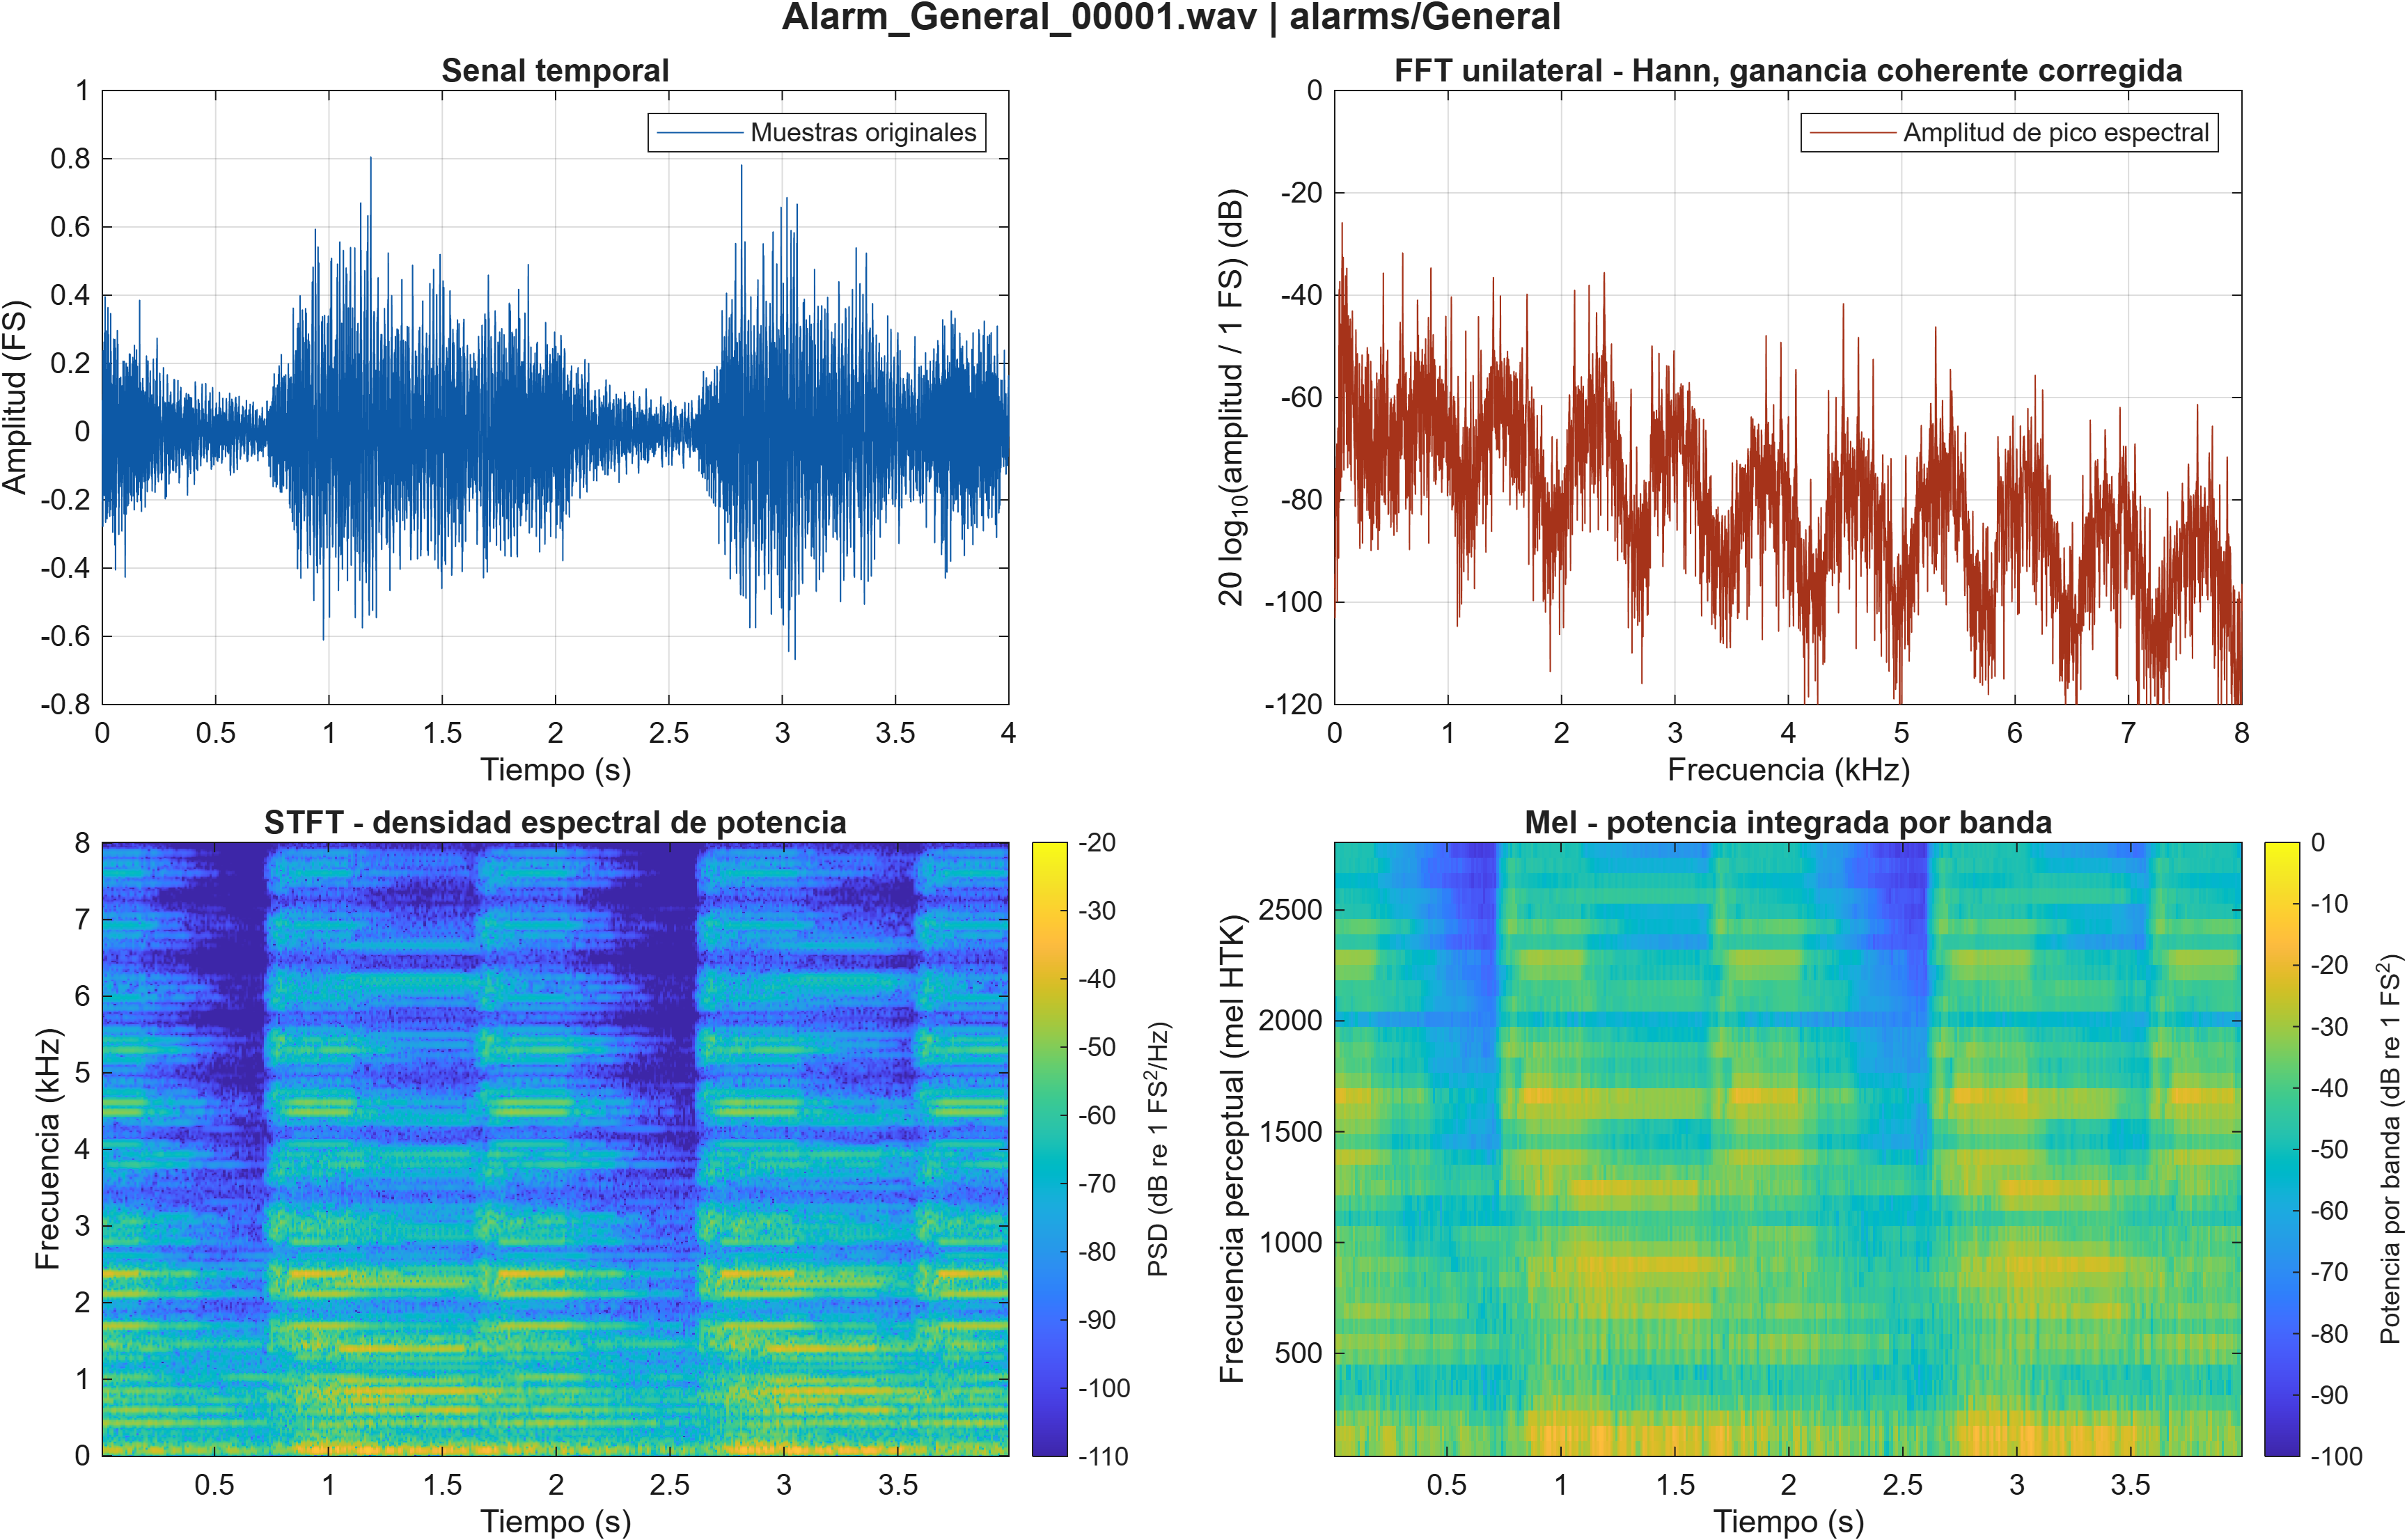 Alarm_General_00001.wav | alarms/General
Senal temporal
Muestras originales
Amplitud (FS)
1
0.8
0.6
0.4
0.2
0
-0.2
-0.4
-0.6
-0.8
0 0.5 1 1.5 2 2.5 3 3.5 4
Tiempo (s)
FFT unilateral - Hann, ganancia coherente corregida
Amplitud de pico espectral
20 log10(amplitud / 1 FS) (dB)
0
-20
-40
-60
-80
-100
-120
0 1 2 3 4 5 6 7 8
Frecuencia (kHz)
STFT - densidad espectral de potencia
Frecuencia (kHz)
8
7
6
5
4
3
2
1
0
0.5 1 1.5 2 2.5 3 3.5
Tiempo (s)
-20
-30
-40
-50
-60
-70
-80
-90
-100
-110
PSD (dB re 1 FS²/Hz)
Mel - potencia integrada por banda
Frecuencia perceptual (mel HTK)
2500
2000
1500
1000
500
0.5 1 1.5 2 2.5 3 3.5
Tiempo (s)
0
-10
-20
-30
-40
-50
-60
-70
-80
-90
-100
Potencia por banda (dB re 1 FS²)